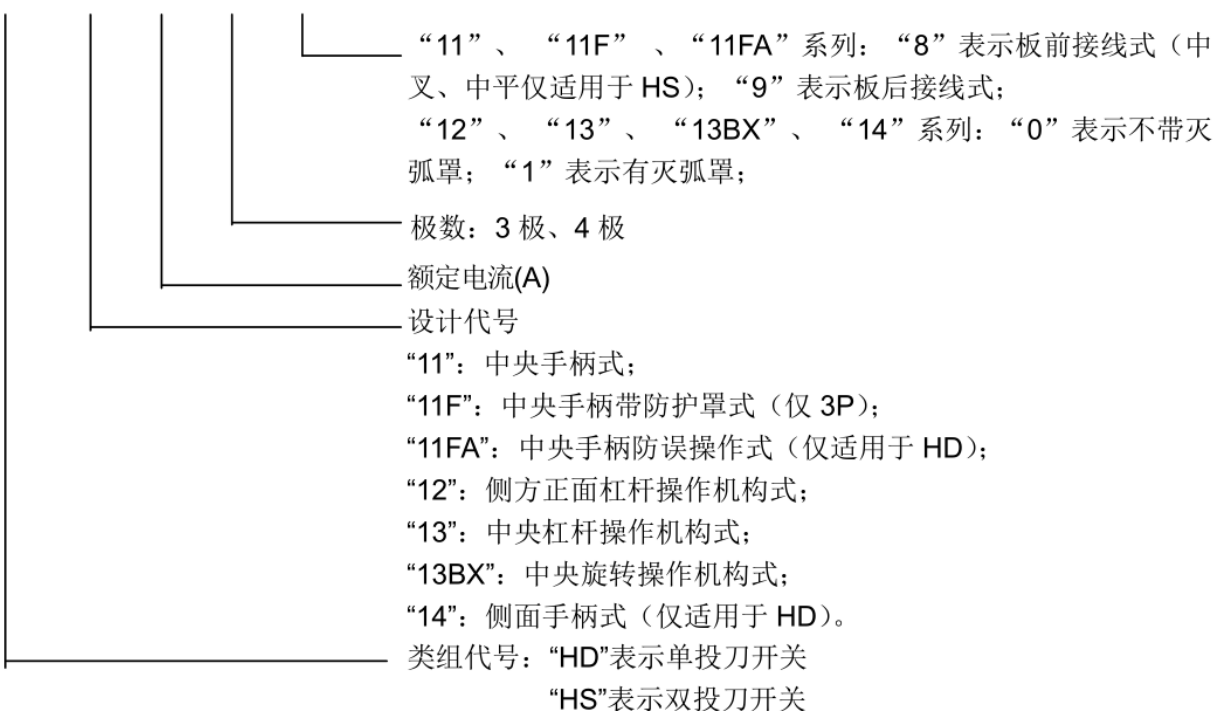 “11”、 “11F” 、“11FA”系列：“8”表示板前接线式（中
叉、中平仅适用于 HS）；“9”表示板后接线式；
“12”、 “13”、 “13BX”、 “14”系列：“0”表示不带灭
弧罩；“1”表示有灭弧罩；
极数：3 极、4 极
额定电流(A)
设计代号
“11”：中央手柄式；
“11F”：中央手柄带防护罩式（仅 3P）；
“11FA”：中央手柄防误操作式（仅适用于 HD）；
“12”：侧方正面杠杆操作机构式；
“13”：中央杠杆操作机构式；
“13BX”：中央旋转操作机构式；
“14”：侧面手柄式（仅适用于 HD）。
类组代号：“HD”表示单投刀开关
“HS”表示双投刀开关